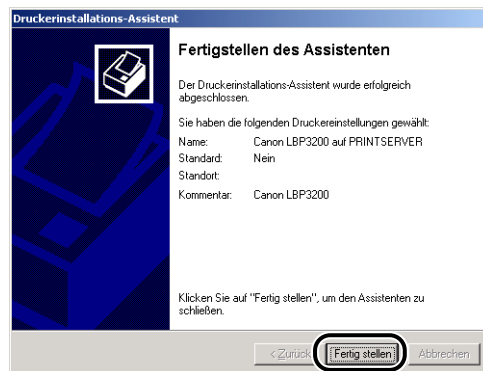 Druckerinstallations-Assistent
Fertigstellen des Assistenten
Der Druckerinstallations-Assistent wurde erfolgreich
abgeschlossen.
Sie haben die folgenden Druckereinstellungen gewählt:
Name: Canon LBP3200 auf PRINTSERVER
Standard: Nein
Standort:
Kommentar: Canon LBP3200
Klicken Sie auf "Fertig stellen", um den Assistenten zu
schließen.
< Zurück Fertig stellen Abbrechen